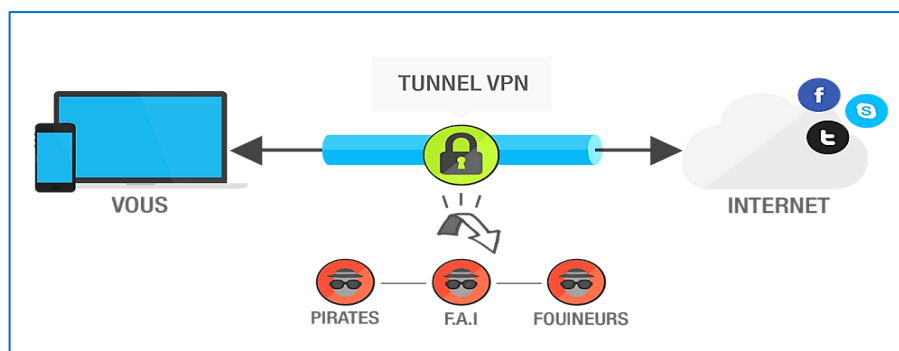 TUNNEL VPN
f
S
t
VOUS
INTERNET
PIRATES
F.A.I
FOUINEURS